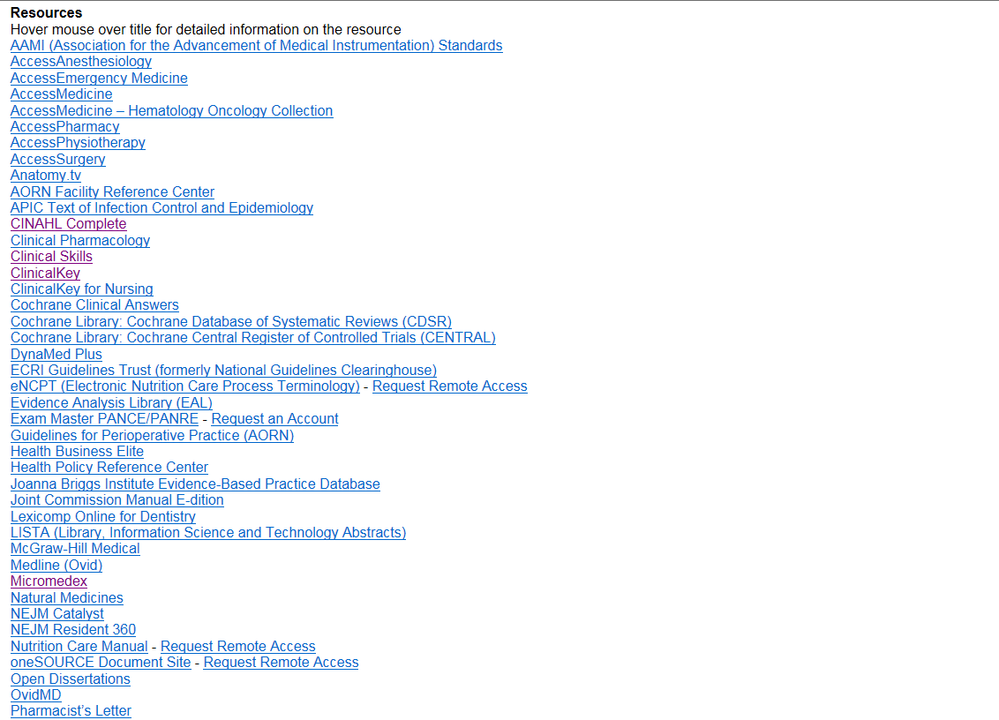 Resources
Hover mouse over title for detailed information on the resource
AAMI (Association for the Advancement of Medical Instrumentation) Standards
AccessAnesthesiology
AccessEmergency Medicine
AccessMedicine
AccessMedicine – Hematology Oncology Collection
AccessPharmacy
AccessPhysiotherapy
AccessSurgery
Anatomy.tv
AORN Facility Reference Center
APIC Text of Infection Control and Epidemiology
CINAHL Complete
Clinical Pharmacology
Clinical Skills
ClinicalKey
ClinicalKey for Nursing
Cochrane Clinical Answers
Cochrane Library: Cochrane Database of Systematic Reviews (CDSR)
Cochrane Library: Cochrane Central Register of Controlled Trials (CENTRAL)
DynaMed Plus
ECRI Guidelines Trust (formerly National Guidelines Clearinghouse)
eNCPT (Electronic Nutrition Care Process Terminology) - Request Remote Access
Evidence Analysis Library (EAL)
Exam Master PANCE/PANRE - Request an Account
Guidelines for Perioperative Practice (AORN)
Health Business Elite
Health Policy Reference Center
Joanna Briggs Institute Evidence-Based Practice Database
Joint Commission Manual E-dition
Lexicomp Online for Dentistry
LISTA (Library, Information Science and Technology Abstracts)
McGraw-Hill Medical
Medline (Ovid)
Micromedex
Natural Medicines
NEJM Catalyst
NEJM Resident 360
Nutrition Care Manual - Request Remote Access
oneSOURCE Document Site - Request Remote Access
Open Dissertations
OvidMD
Pharmacist’s Letter